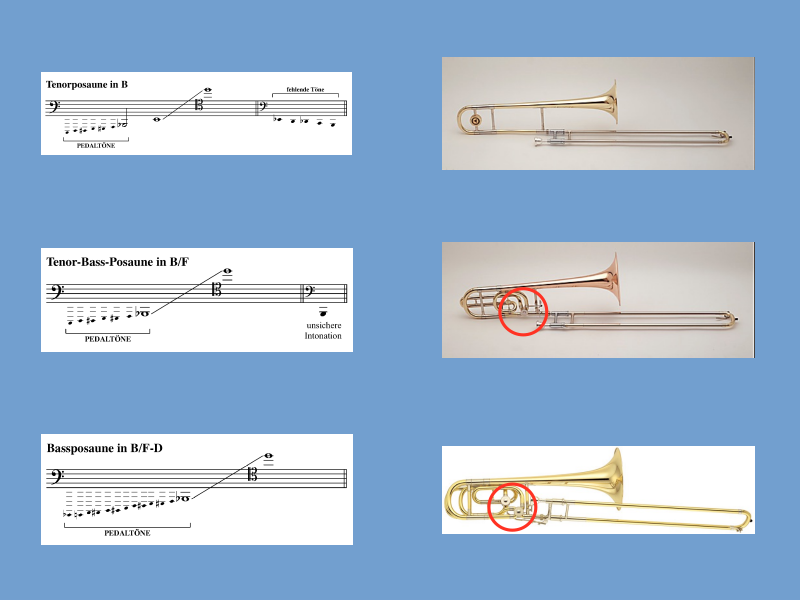 Tenorposaune in B
fehlende Töne
PEDALTÖNE
Tenor-Bass-Posaune in B/F
unsichere
Intonation
PEDALTÖNE
Bassposaune in B/F-D
PEDALTÖNE